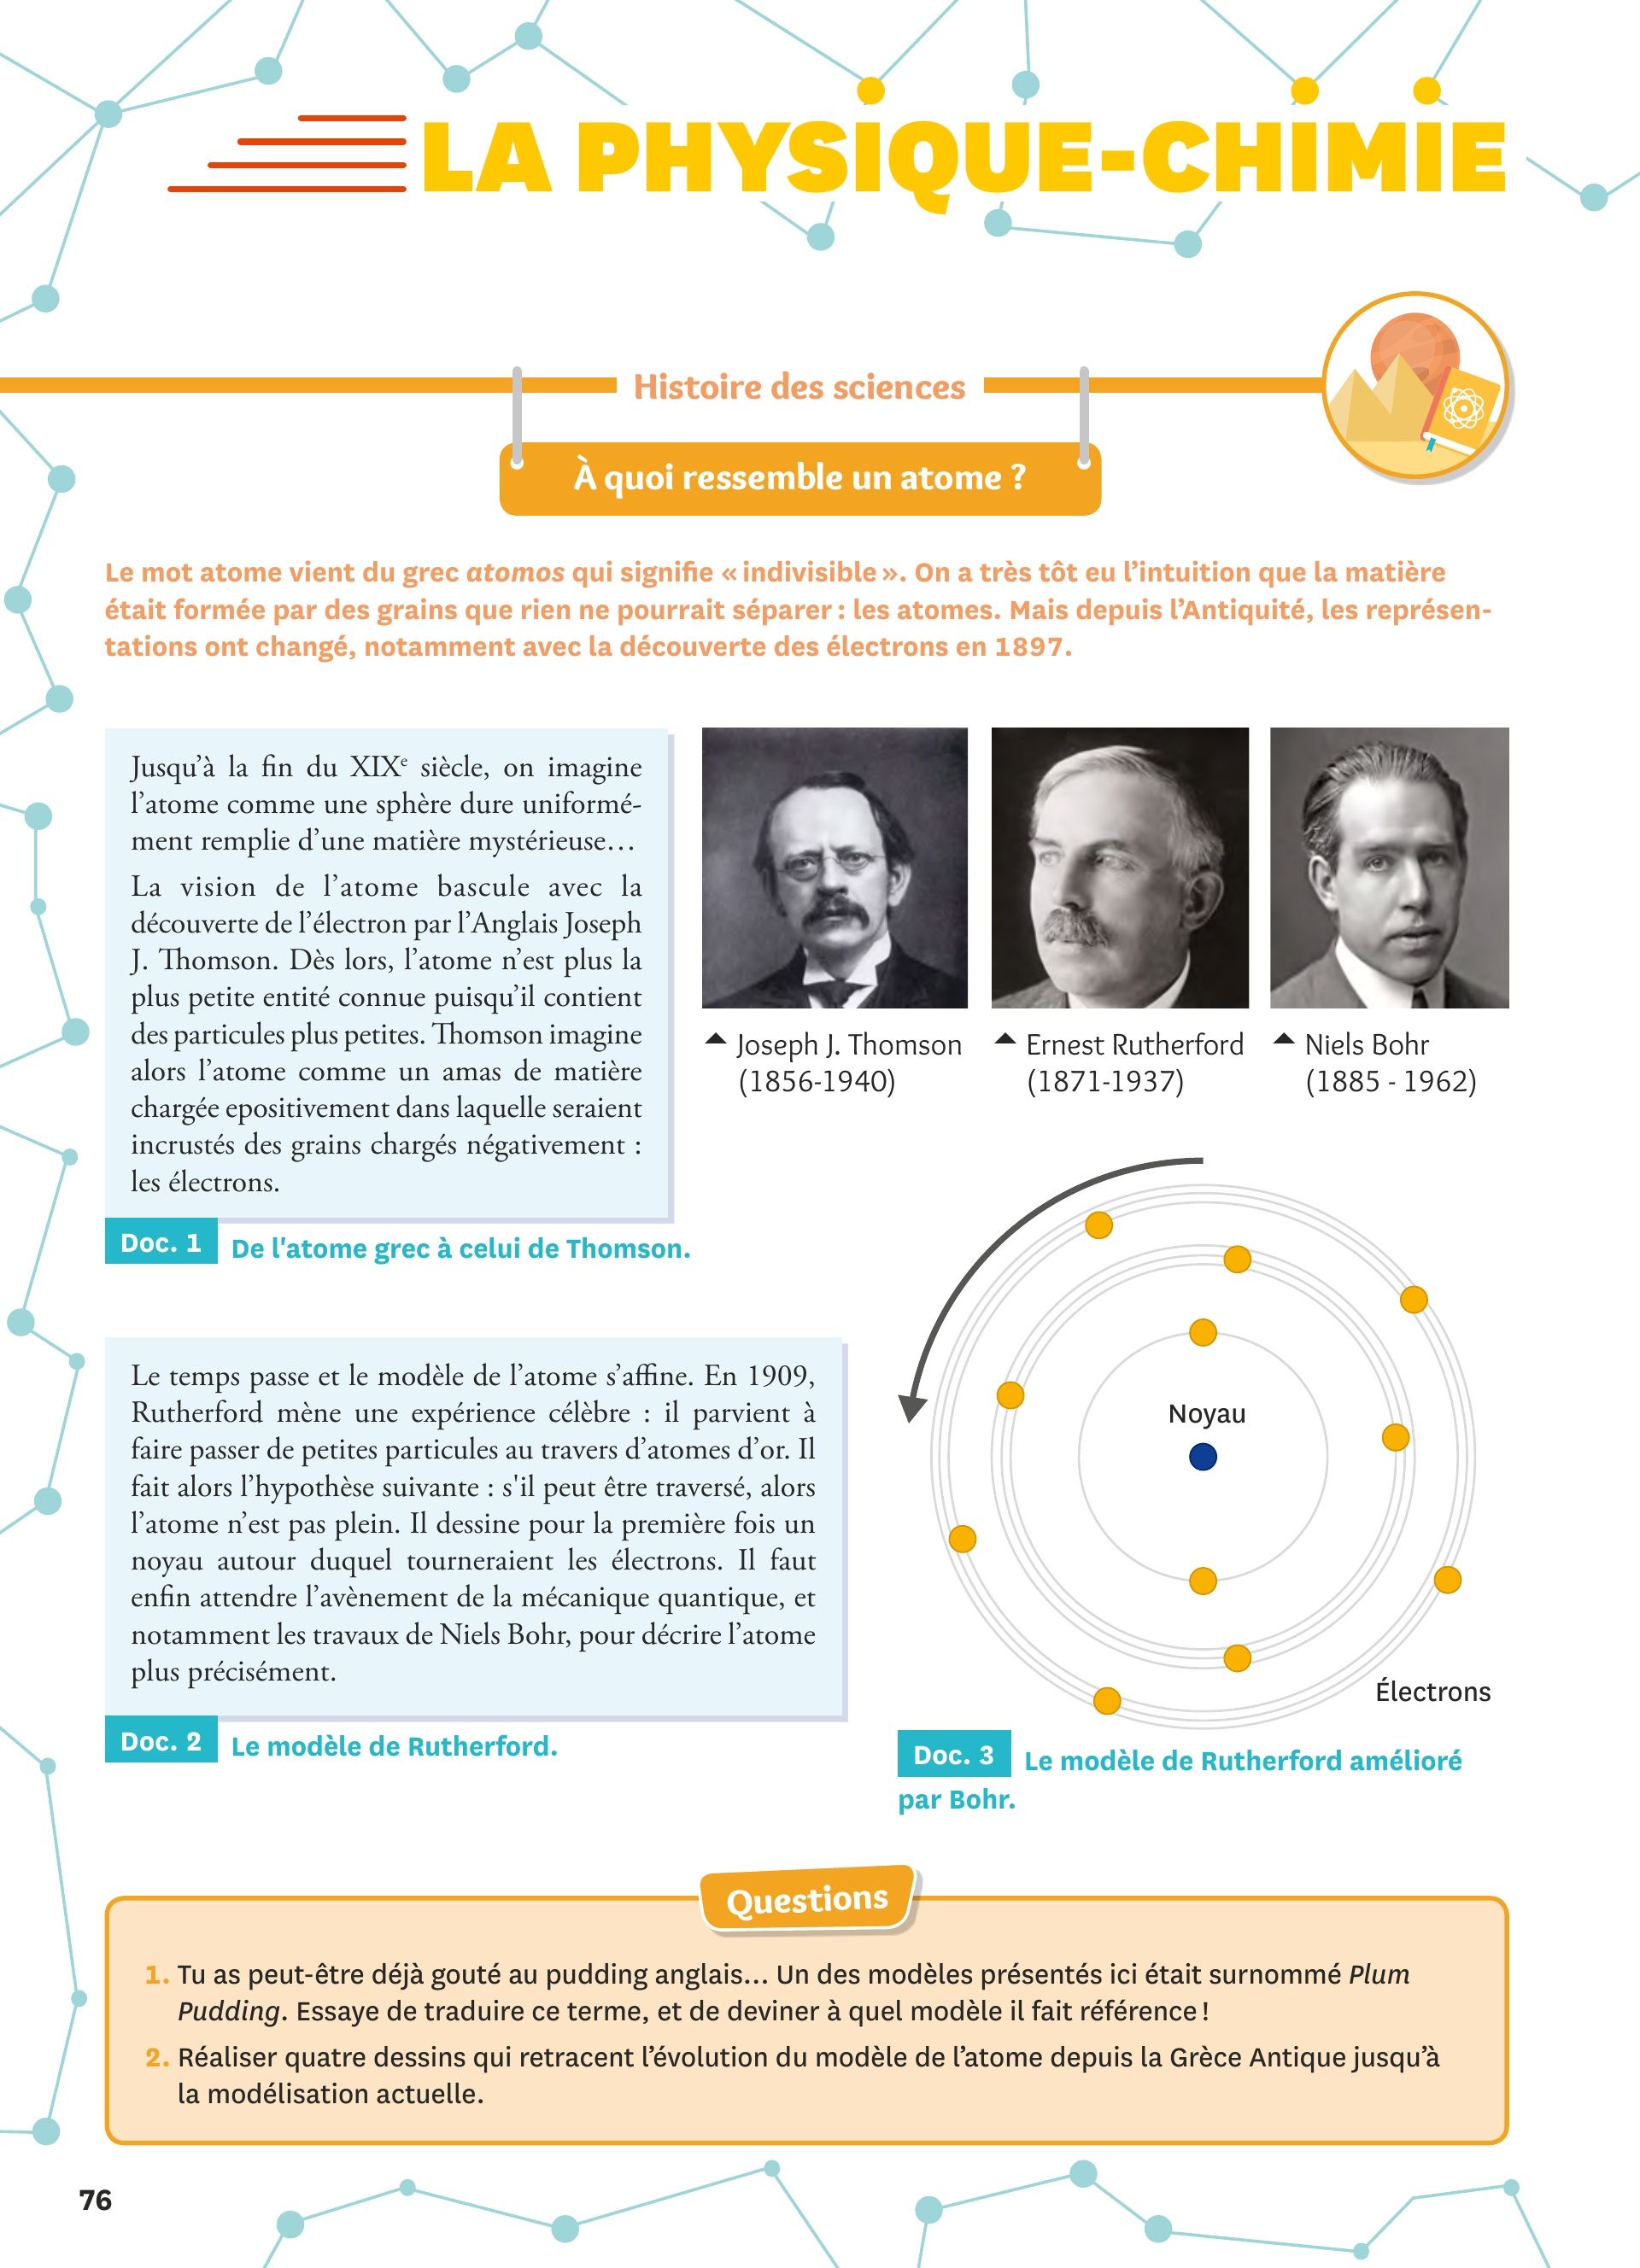 LA PHYSIQUE-CHIMIE
Histoire des sciences
À quoi ressemble un atome ?
Le mot atome vient du grec atomos qui signifie « indivisible ». On a très tôt eu l’intuition que la matière
était formée par des grains que rien ne pourrait séparer : les atomes. Mais depuis l’Antiquité, les représen-
tations ont changé, notamment avec la découverte des électrons en 1897.
Jusqu’à la fin du XIXe siècle, on imagine
l’atome comme une sphère dure uniformé-
ment remplie d’une matière mystérieuse…
La vision de l’atome bascule avec la
découverte de l’électron par l’Anglais Joseph
J. Thomson. Dès lors, l’atome n’est plus la
plus petite entité connue puisqu’il contient
des particules plus petites. Thomson imagine
alors l’atome comme un amas de matière
chargée epositivement dans laquelle seraient
incrustés des grains chargés négativement :
les électrons.
Doc. 1 De l'atome grec à celui de Thomson.
Joseph J. Thomson
(1856-1940)
Ernest Rutherford
(1871-1937)
Niels Bohr
(1885 - 1962)
Le temps passe et le modèle de l’atome s’affine. En 1909,
Rutherford mène une expérience célèbre : il parvient à
faire passer de petites particules au travers d’atomes d’or. Il
fait alors l’hypothèse suivante : s'il peut être traversé, alors
l’atome n’est pas plein. Il dessine pour la première fois un
noyau autour duquel tourneraient les électrons. Il faut
enfin attendre l’avènement de la mécanique quantique, et
notamment les travaux de Niels Bohr, pour décrire l’atome
plus précisément.
Doc. 2 Le modèle de Rutherford.
Noyau
Électrons
Doc. 3 Le modèle de Rutherford amélioré
par Bohr.
Questions
1. Tu as peut-être déjà gouté au pudding anglais… Un des modèles présentés ici était surnommé Plum
Pudding. Essaye de traduire ce terme, et de deviner à quel modèle il fait référence !
2. Réaliser quatre dessins qui retracent l’évolution du modèle de l’atome depuis la Grèce Antique jusqu’à
la modélisation actuelle.
76